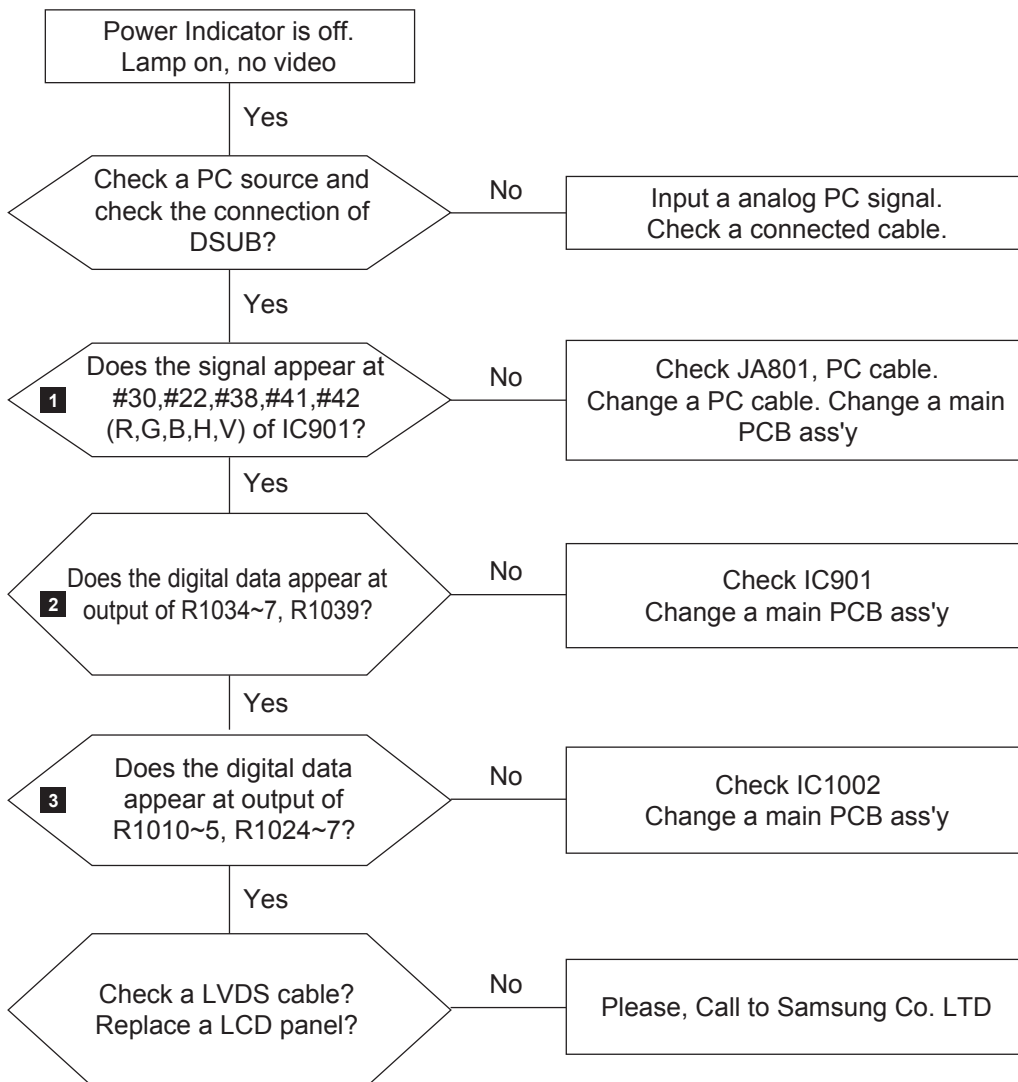 Power Indicator is off.
Lamp on, no video
Yes
Check a PC source and
check the connection of
DSUB?
No
Input a analog PC signal.
Check a connected cable.
Yes
1
Does the signal appear at
#30,#22,#38,#41,#42
(R,G,B,H,V) of IC901?
No
Check JA801, PC cable.
Change a PC cable. Change a main
PCB ass'y
Yes
2
Does the digital data appear at
output of R1034~7, R1039?
No
Check IC901
Change a main PCB ass'y
Yes
3
Does the digital data
appear at output of
R1010~5, R1024~7?
No
Check IC1002
Change a main PCB ass'y
Yes
Check a LVDS cable?
Replace a LCD panel?
No
Please, Call to Samsung Co. LTD